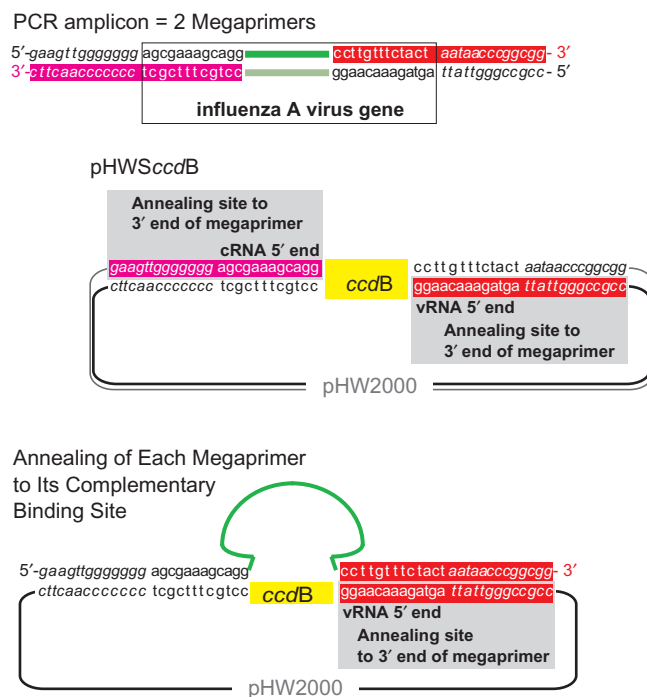 PCR amplicon = 2 Megaprimers
5′-gaagttggggggg agcgaaagcagg ccttgtttctact aataacccggcgg- 3′
3′-cttcaaccccccc tcgctttcgtcc ggaacaaagatga ttattgggccgcc- 5′
influenza A virus gene
pHWSccdB
Annealing site to
3′ end of megaprimer
cRNA 5′ end
gaagttggggggg agcgaaagcagg ccttgtttctact aataacccggcgg
cttcaaccccccc tcgctttcgtcc ccdB ggaacaaagatga ttattgggccgcc
vRNA 5′ end
Annealing site to
3′ end of megaprimer
pHW2000
Annealing of Each Megaprimer
to Its Complementary
Binding Site
5′-gaagttggggggg agcgaaagcagg ccttgtttctact aataacccggcgg- 3′
cttcaaccccccc tcgctttcgtcc ccdB ggaacaaagatga ttattgggccgcc
vRNA 5′ end
Annealing site
to 3′ end of megaprimer
pHW2000